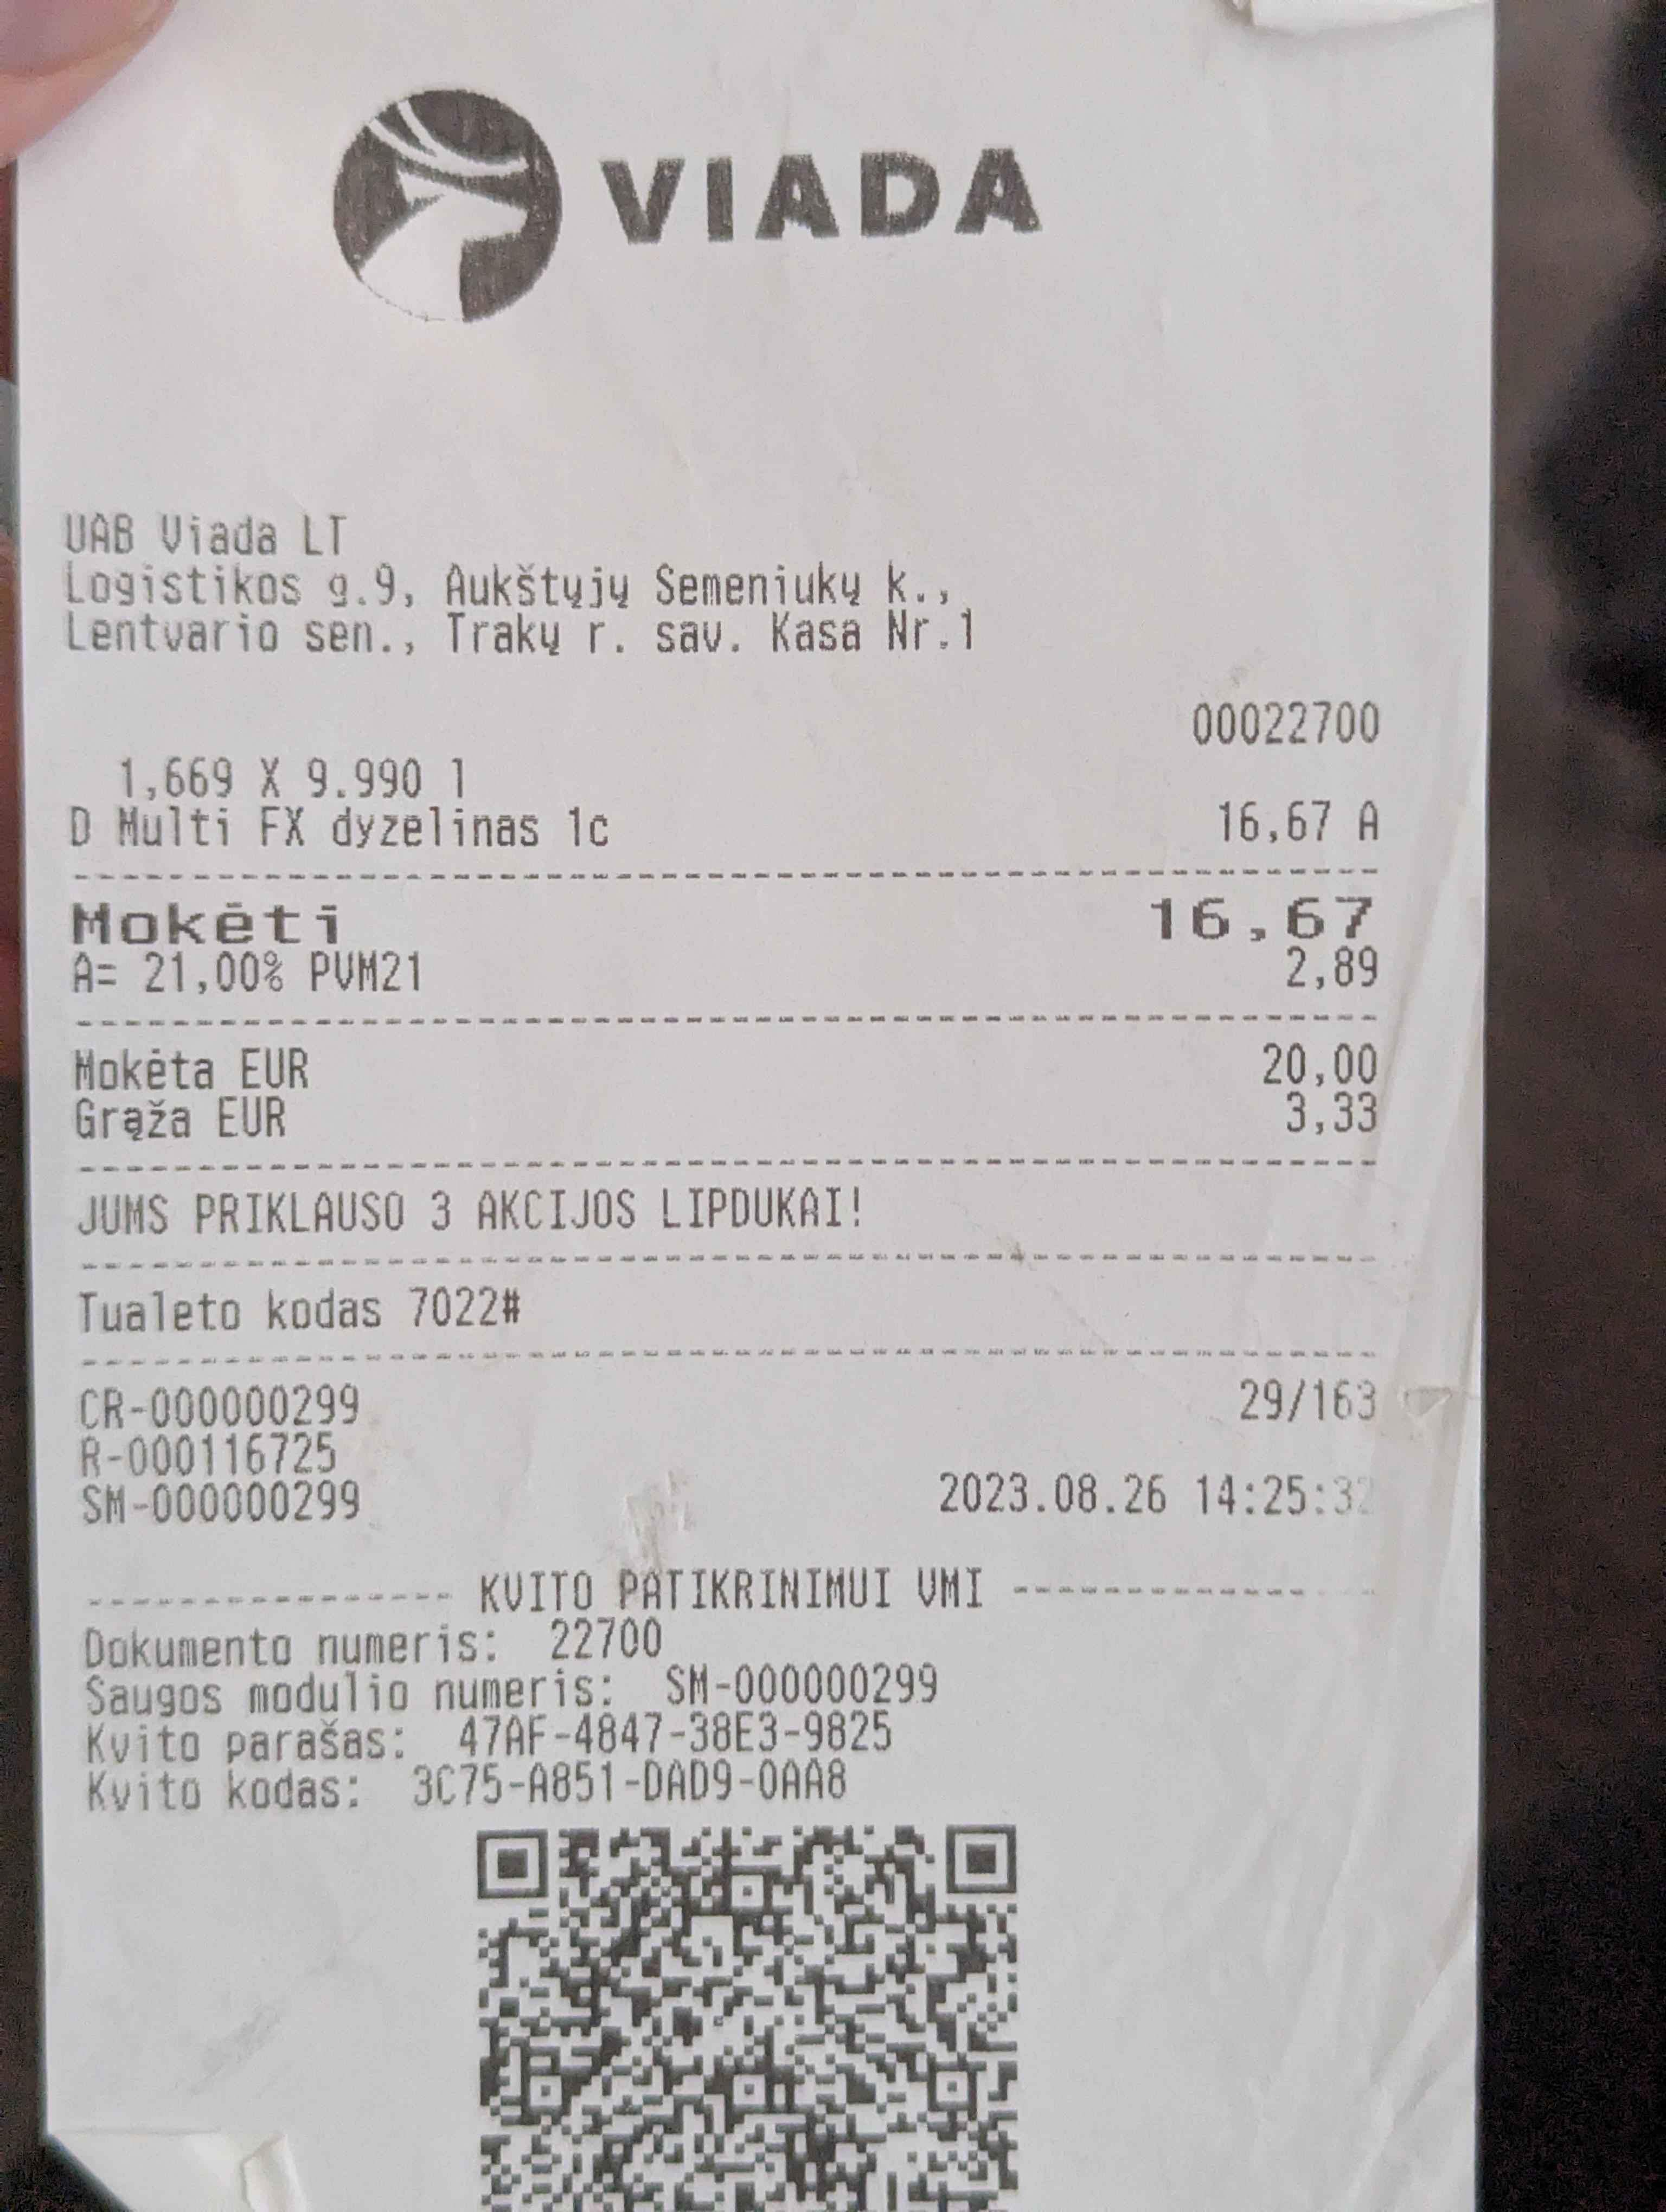 VIADA
UAB Viada LT
Logistikos g.9, Aukštųjų Semeniukų k.,
Lentvario sen., Trakų r. sav. Kasa Nr.1
00022700
1,669 X 9.990 l
D Multi FX dyzelinas 1c 16,67 A
Mokėti 16,67
A= 21,00% PVM21 2,89
Mokėta EUR 20,00
Grąža EUR 3,33
JUMS PRIKLAUSO 3 AKCIJOS LIPDUKAI!
Tualeto kodas 7022#
CR-000000299 29/163
R-000116725
SM-000000299 2023.08.26 14:25:32
KVITO PATIKRINIMUI VMI
Dokumento numeris: 22700
Saugos modulio numeris: SM-000000299
Kvito parašas: 47AF-4847-38E3-9825
Kvito kodas: 3C75-A851-DAD9-0AA8